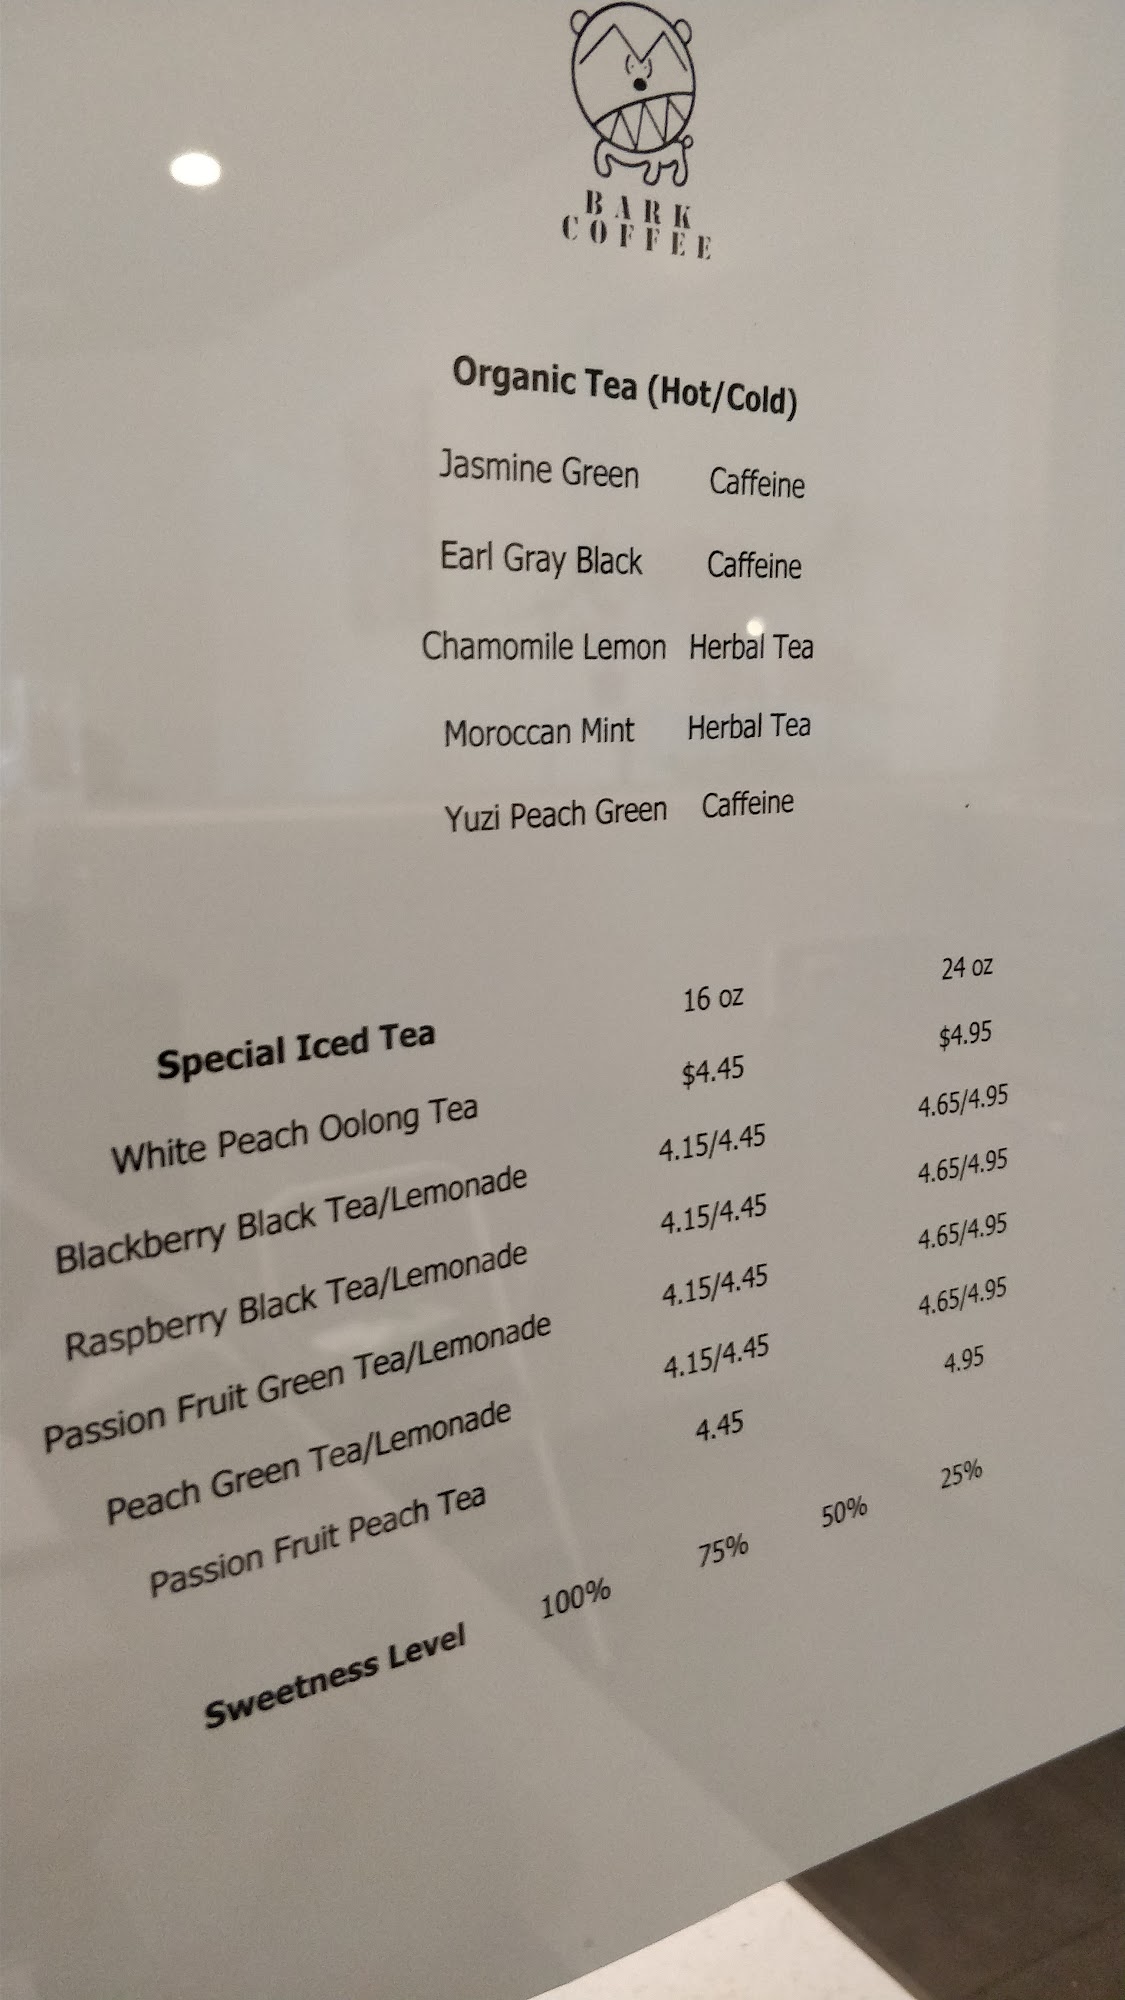 BARK
COFFEE
Organic Tea (Hot/Cold)
Jasmine Green Caffeine
Earl Gray Black Caffeine
Chamomile Lemon Herbal Tea
Moroccan Mint Herbal Tea
Yuzi Peach Green Caffeine
Special Iced Tea 16 oz 24 oz
White Peach Oolong Tea $4.45 $4.95
Blackberry Black Tea/Lemonade 4.15/4.45 4.65/4.95
Raspberry Black Tea/Lemonade 4.15/4.45 4.65/4.95
Passion Fruit Green Tea/Lemonade 4.15/4.45 4.65/4.95
Peach Green Tea/Lemonade 4.15/4.45 4.65/4.95
Passion Fruit Peach Tea 4.45 4.95
Sweetness Level 100% 75% 50% 25%